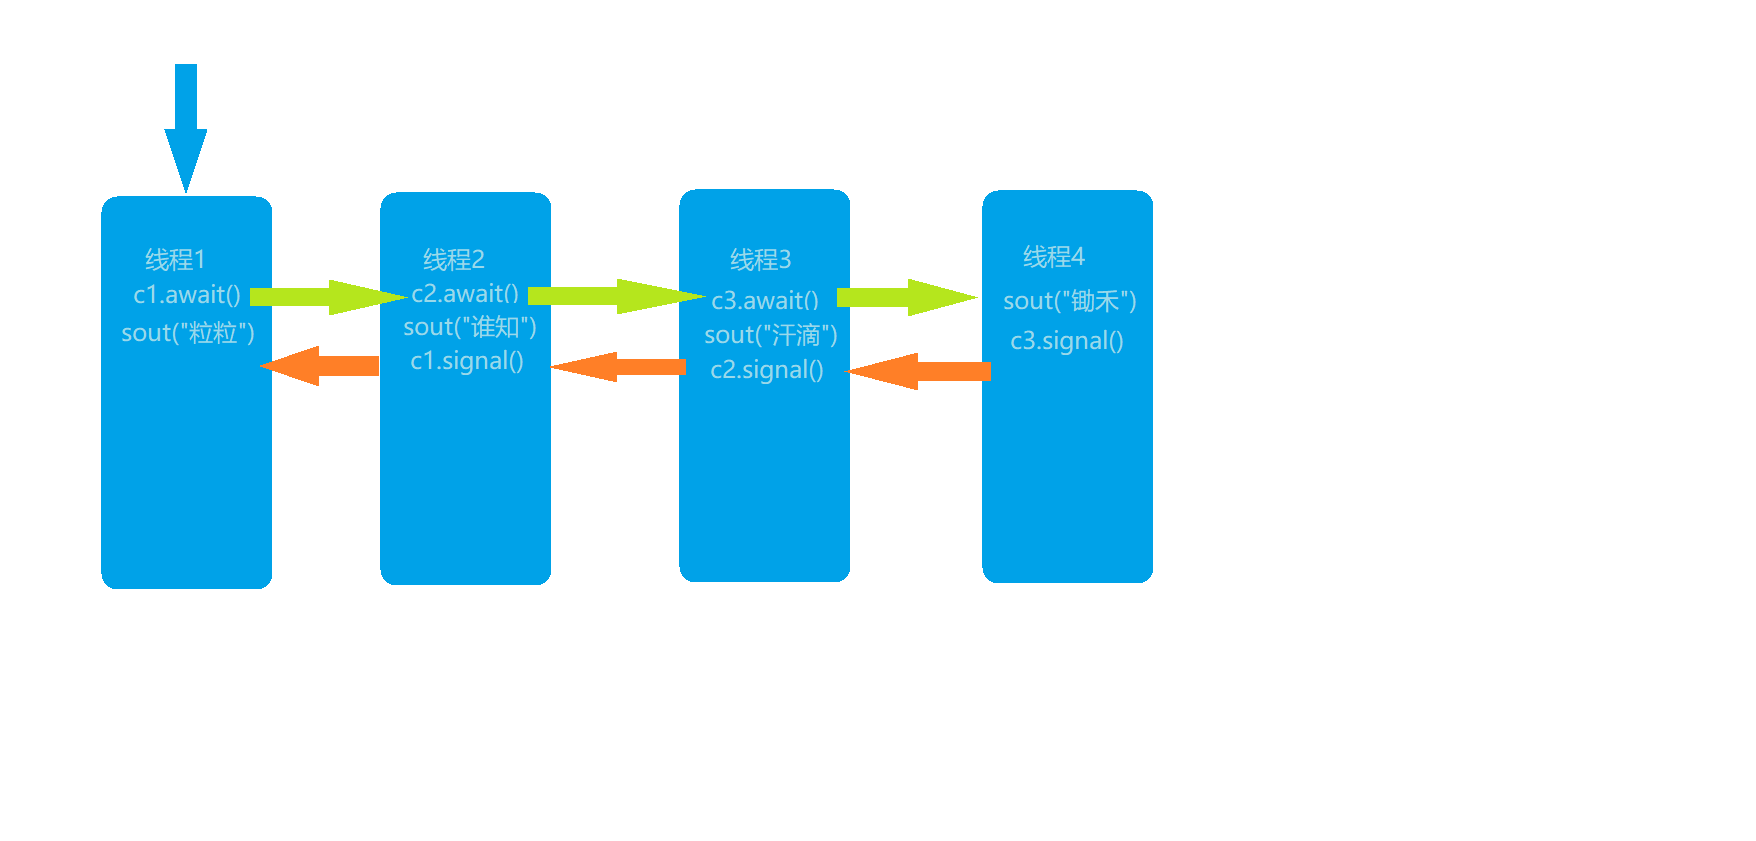 线程1
c1.await()
sout("粒粒")
线程2
c2.await()
sout("谁知")
c1.signal()
线程3
c3.await()
sout("汗滴")
c2.signal()
线程4
sout("锄禾")
c3.signal()